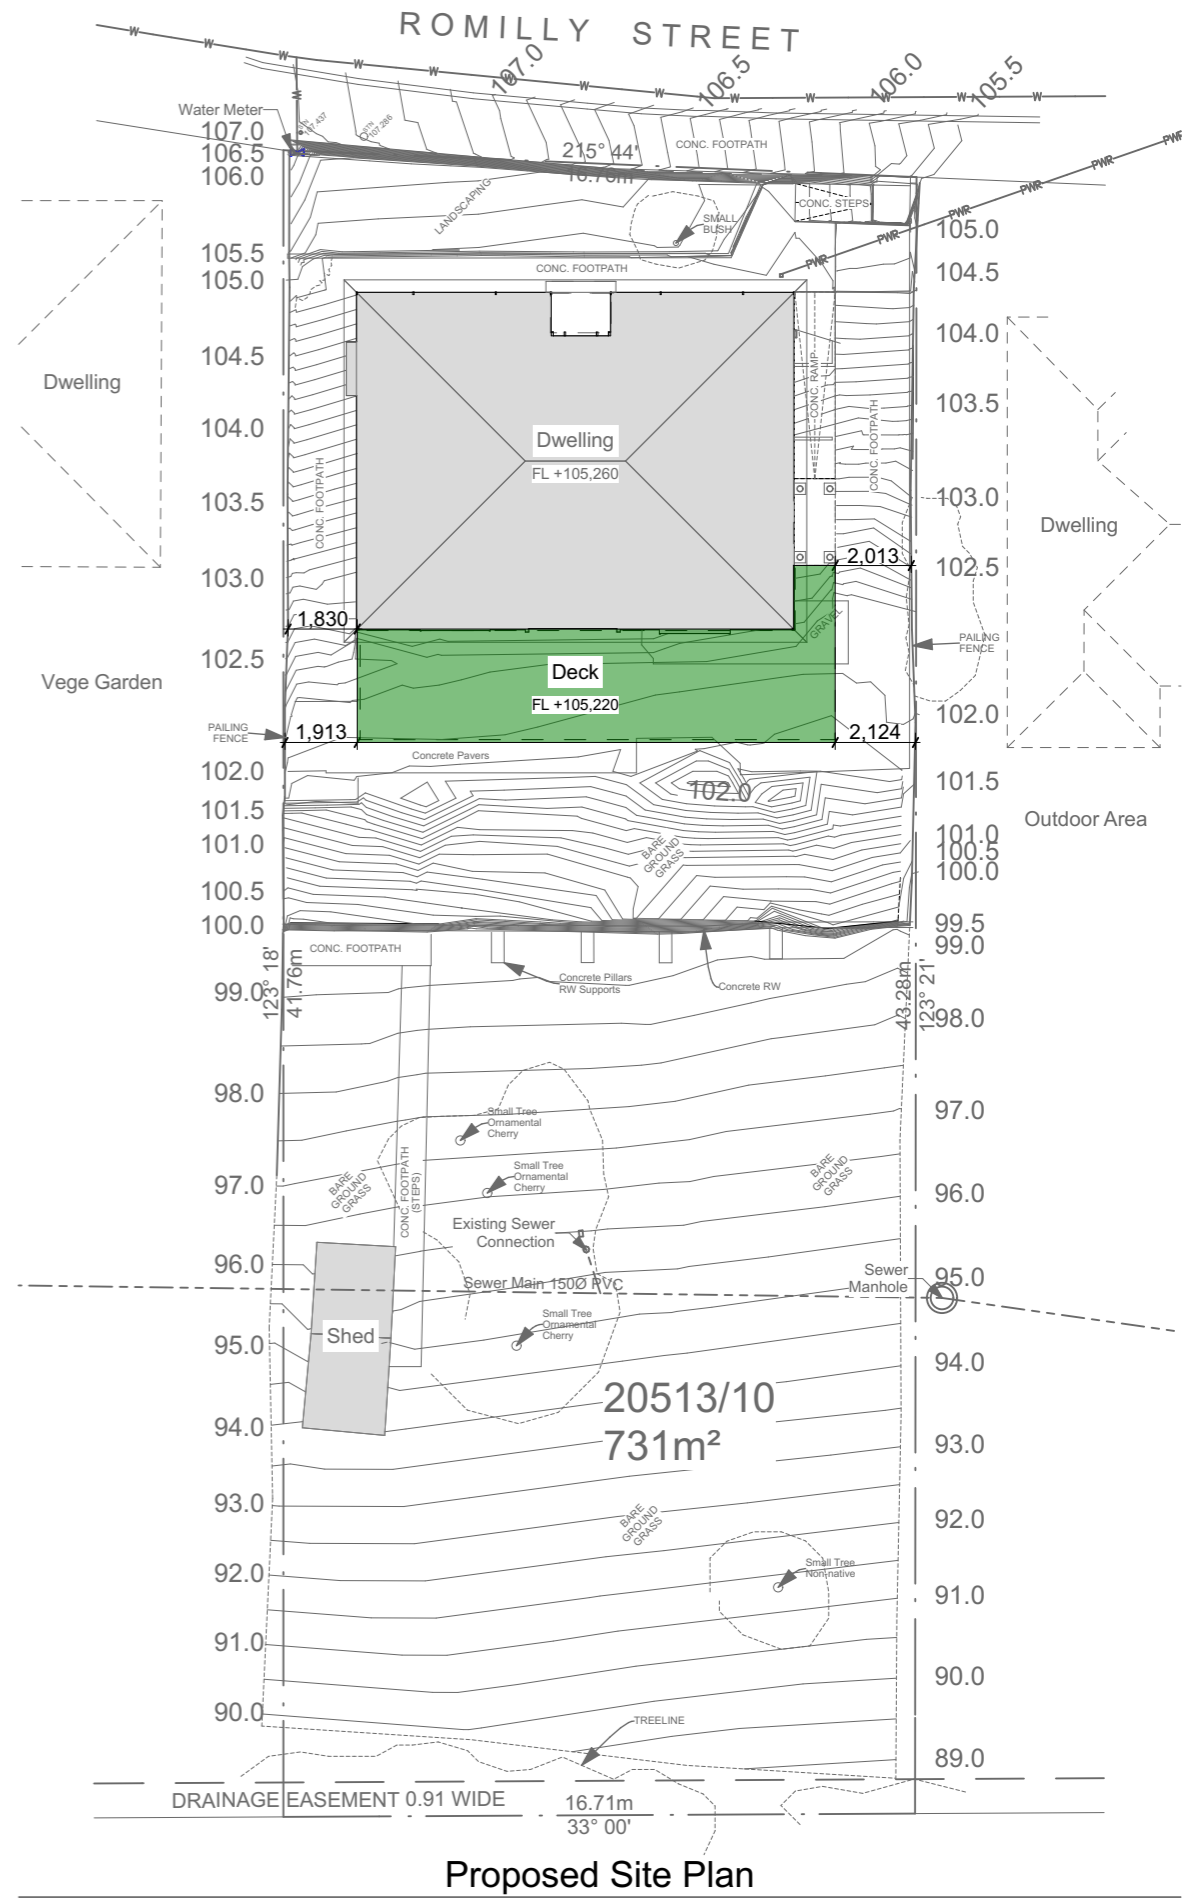 ROMILLY STREET
107.0
106.5
106.0
105.5
Water Meter
107.437
107.286
107.0
106.5
106.0
215° 44'
16.76m
CONC. FOOTPATH
PWR
PWR
PWR
PWR
PWR
LANDSCAPING
SMALL
BUSH
CONC. STEPS
105.5
105.0
CONC. FOOTPATH
105.0
104.5
104.5
104.0
103.5
103.0
104.0
103.5
103.0
102.5
Dwelling
Dwelling
FL +105,260
Dwelling
CONC. FOOTPATH
CONC. RAMP
CONC. FOOTPATH
2,013
1,830
GRAVEL
PAILING
FENCE
102.5
Vege Garden
Deck
FL +105,220
102.0
PAILING
FENCE
1,913
2,124
Concrete Pavers
102.0
102.0
101.5
101.0
100.5
100.0
101.5
101.0
100.5
100.0
Outdoor Area
BARE
GROUND
GRASS
99.5
99.0
CONC. FOOTPATH
Concrete Pillars
RW Supports
Concrete RW
99.0
123° 18'
41.76m
43.28m
123° 21'
98.0
98.0
97.0
Small Tree
Ornamental
Cherry
Small Tree
Ornamental
Cherry
BARE
GROUND
GRASS
CONC. FOOTPATH
(STEPS)
BARE
GROUND
GRASS
97.0
96.0
Existing Sewer
Connection
96.0
Sewer Main 150Ø PVC
Sewer
Manhole
95.0
Small Tree
Ornamental
Cherry
Shed
95.0
94.0
20513/10
731m²
94.0
93.0
93.0
92.0
BARE
GROUND
GRASS
92.0
Small Tree
Non-native
91.0
91.0
90.0
90.0
TREELINE
89.0
DRAINAGE EASEMENT 0.91 WIDE
16.71m
33° 00'
Proposed Site Plan